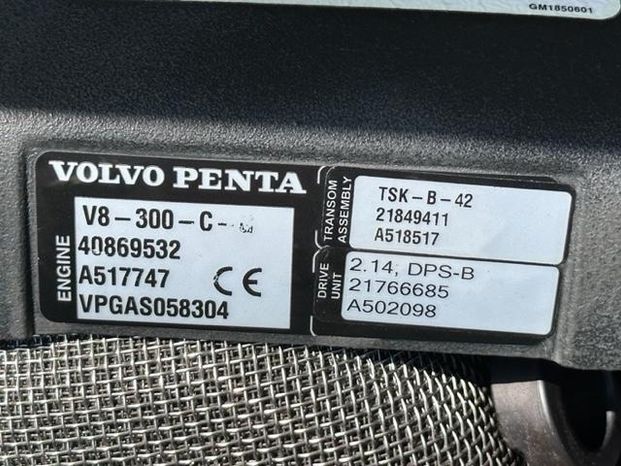 GM1850601
VOLVO PENTA
ENGINE
V8-300-C-
40869532
A517747
CE
VPGAS058304
TRANSOM
ASSEMBLY
TSK-B-42
21849411
A518517
DRIVE
UNIT
2.14, DPS-B
21766685
A502098